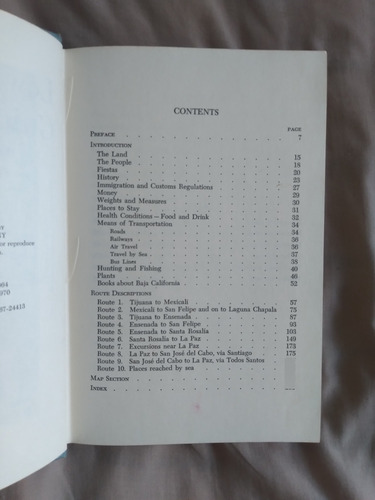 or reproduce
964
970
67-24413
CONTENTS
PAGE
PREFACE . . . . . . . . . . . . 7
INTRODUCTION
The Land . . . . . . . . . . . . 15
The People . . . . . . . . . . . . 18
Fiestas . . . . . . . . . . . . 20
History . . . . . . . . . . . . 23
Immigration and Customs Regulations . . . . . . 27
Money . . . . . . . . . . . . 29
Weights and Measures . . . . . . . . . 30
Places to Stay . . . . . . . . . . . 31
Health Conditions—Food and Drink . . . . . . 32
Means of Transportation . . . . . . . . . 34
Roads . . . . . . . . . . . . 34
Railways . . . . . . . . . . . 36
Air Travel . . . . . . . . . . . 36
Travel by Sea . . . . . . . . . . 37
Bus Lines . . . . . . . . . . . 38
Hunting and Fishing . . . . . . . . . . 40
Plants . . . . . . . . . . . . 46
Books about Baja California . . . . . . . . 52
ROUTE DESCRIPTIONS
Route 1. Tijuana to Mexicali . . . . . . . 57
Route 2. Mexicali to San Felipe and on to Laguna Chapala 75
Route 3. Tijuana to Ensenada . . . . . . . 87
Route 4. Ensenada to San Felipe . . . . . . 93
Route 5. Ensenada to Santa Rosalía . . . . . . 103
Route 6. Santa Rosalía to La Paz . . . . . . 149
Route 7. Excursions near La Paz . . . . . . 173
Route 8. La Paz to San José del Cabo, via Santiago . . 175
Route 9. San José del Cabo to La Paz, via Todos Santos
Route 10. Places reached by sea . . . . . .
MAP SECTION . . . . . . . . . . . .
INDEX . . . . . . . . . . . .